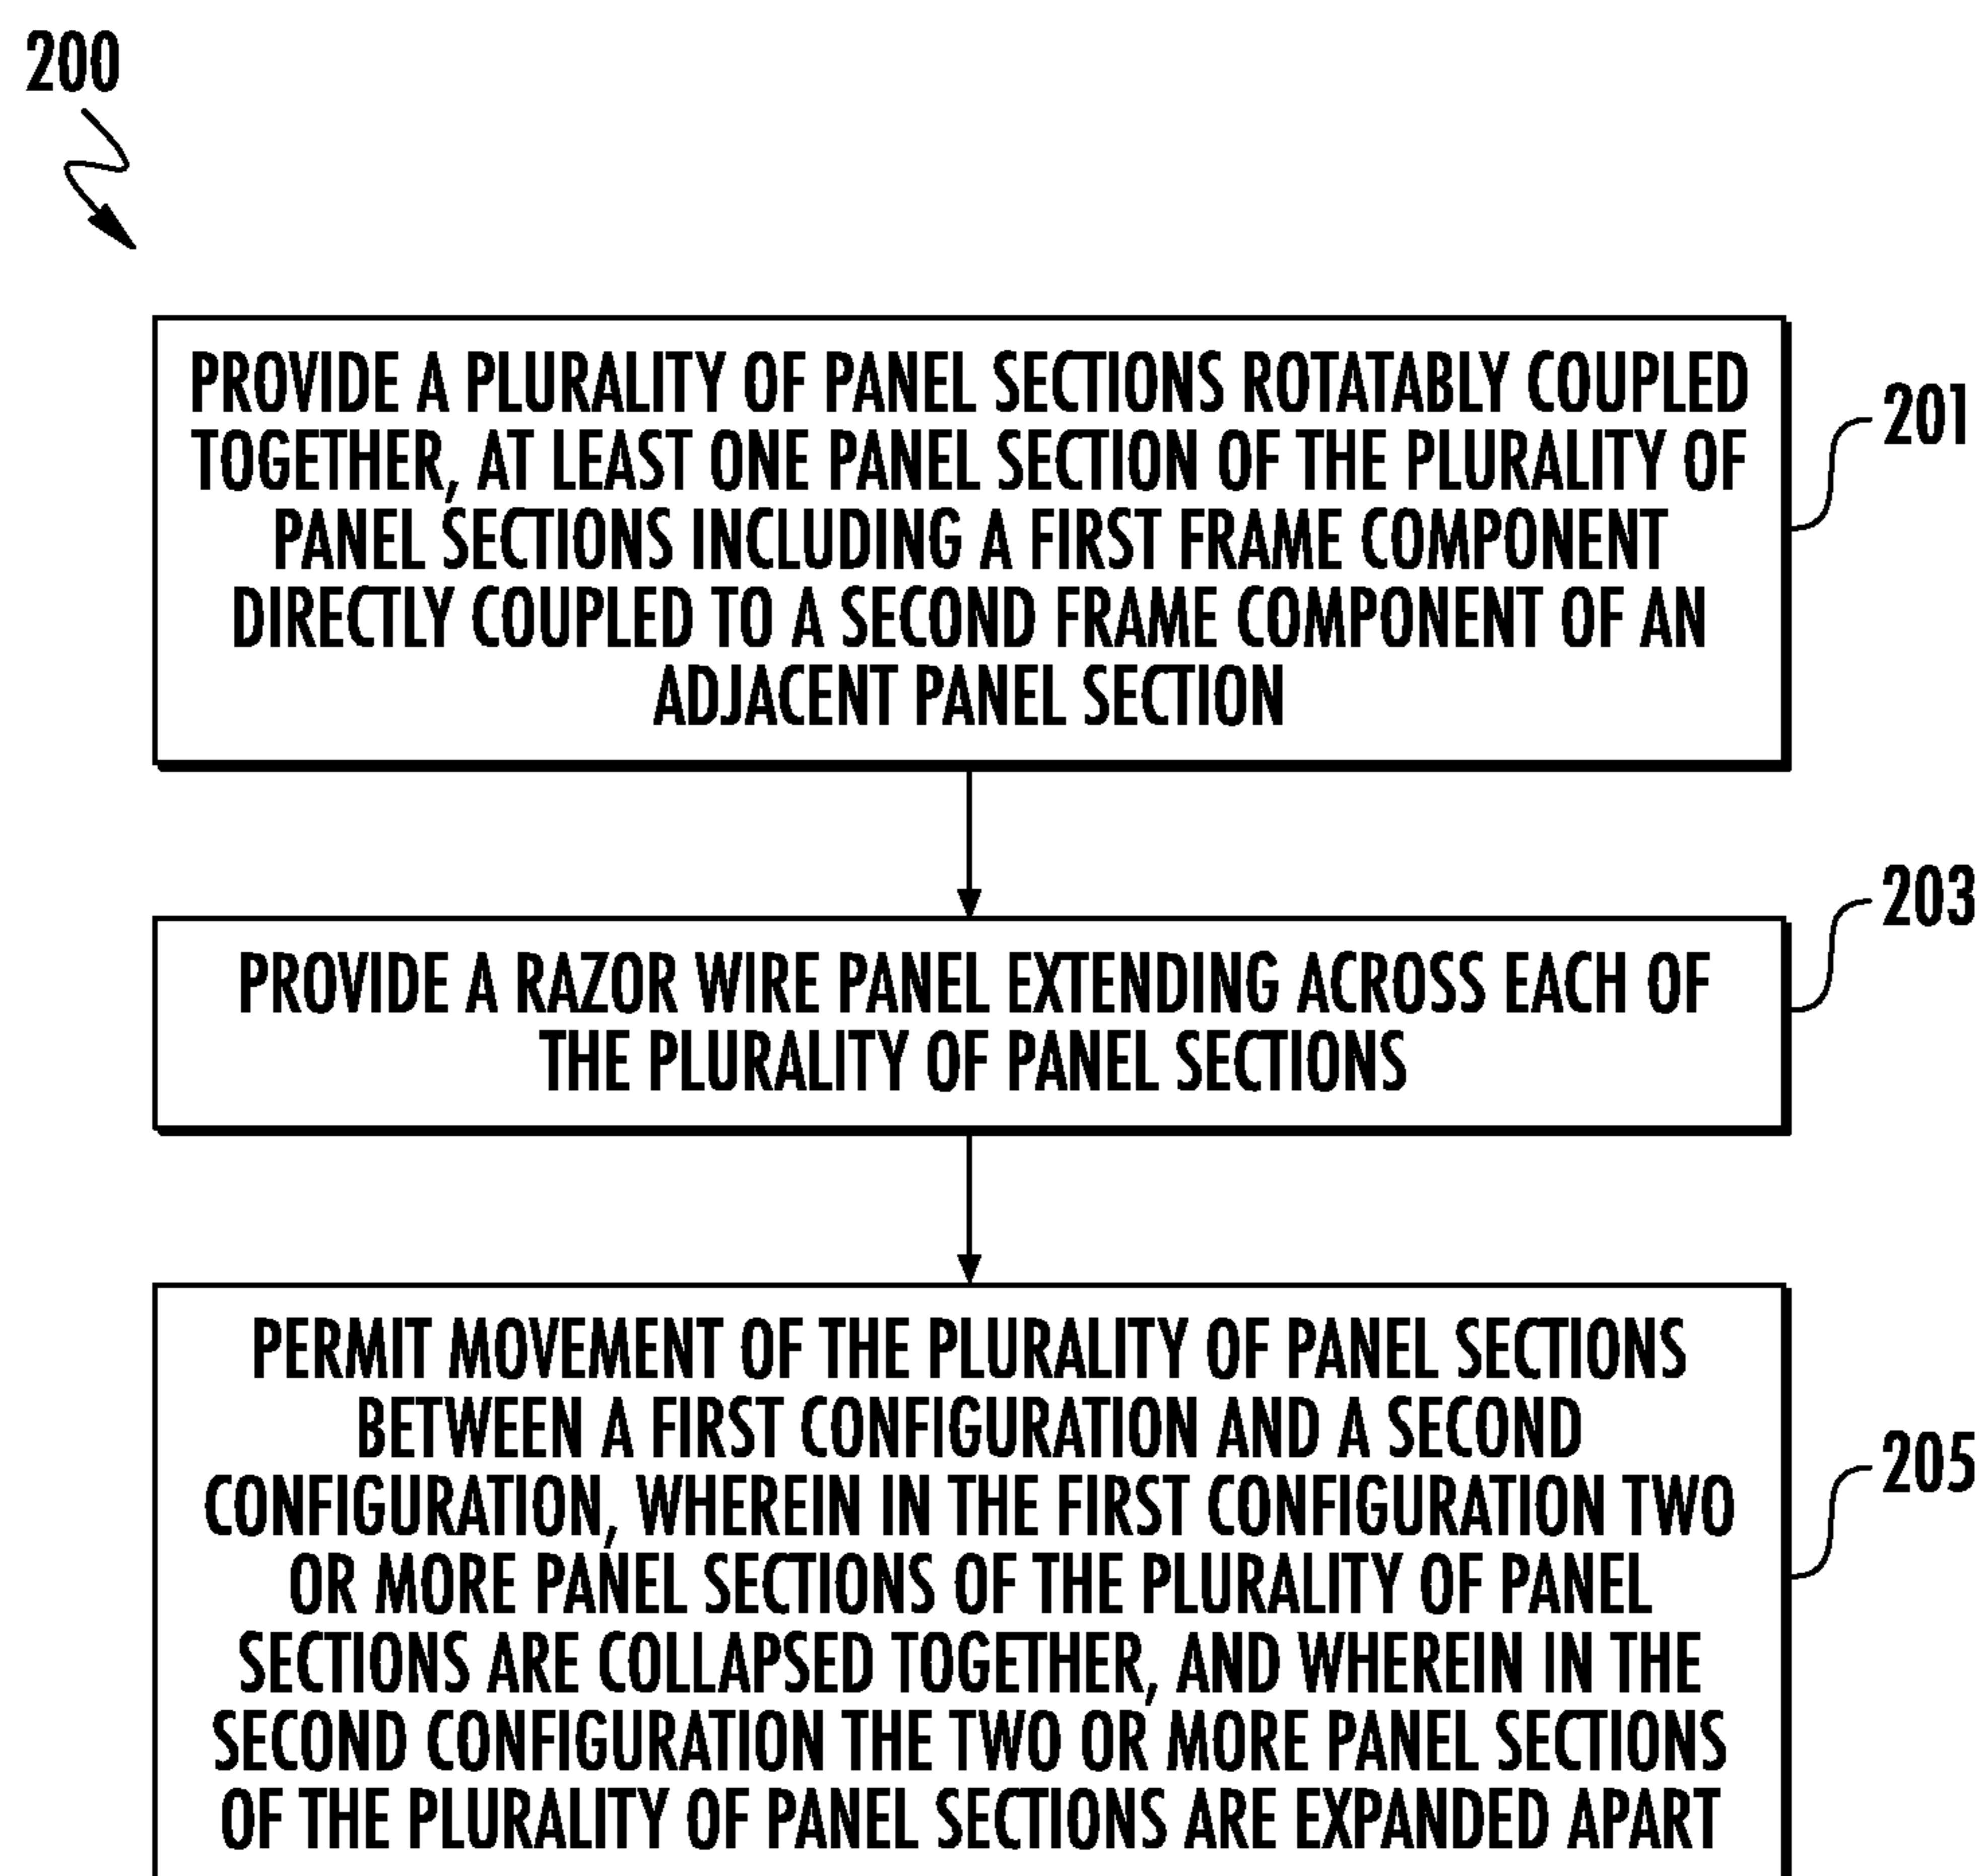 200
PROVIDE A PLURALITY OF PANEL SECTIONS ROTATABLY COUPLED
TOGETHER, AT LEAST ONE PANEL SECTION OF THE PLURALITY OF
PANEL SECTIONS INCLUDING A FIRST FRAME COMPONENT
DIRECTLY COUPLED TO A SECOND FRAME COMPONENT OF AN
ADJACENT PANEL SECTION
201
PROVIDE A RAZOR WIRE PANEL EXTENDING ACROSS EACH OF
THE PLURALITY OF PANEL SECTIONS
203
PERMIT MOVEMENT OF THE PLURALITY OF PANEL SECTIONS
BETWEEN A FIRST CONFIGURATION AND A SECOND
CONFIGURATION, WHEREIN IN THE FIRST CONFIGURATION TWO
OR MORE PANEL SECTIONS OF THE PLURALITY OF PANEL
SECTIONS ARE COLLAPSED TOGETHER, AND WHEREIN IN THE
SECOND CONFIGURATION THE TWO OR MORE PANEL SECTIONS
OF THE PLURALITY OF PANEL SECTIONS ARE EXPANDED APART
205